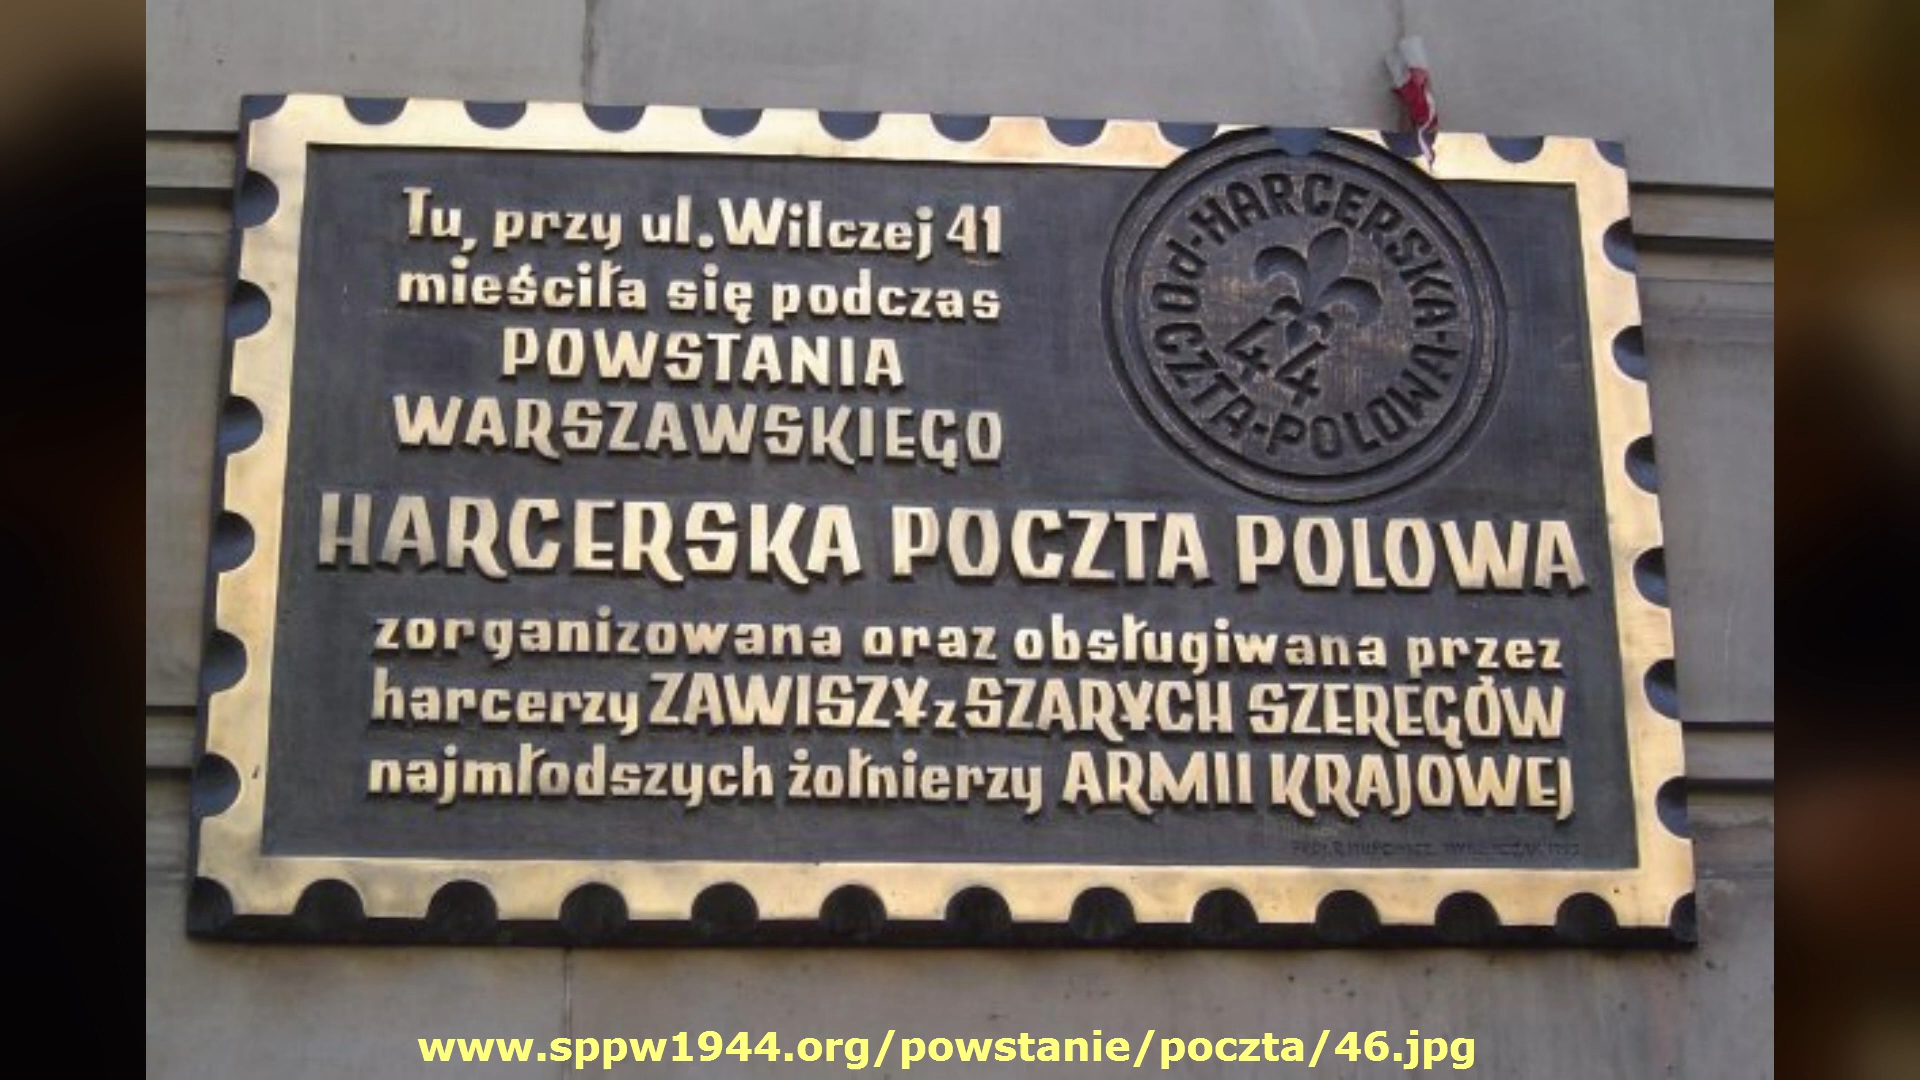 Tu, przy ul. Wilczej 41
mieściła się podczas
POWSTANIA
WARSZAWSKIEGO
HARCERSKA-POCZTA-POLOWA-
44
HARCERSKA POCZTA POLOWA
zorganizowana oraz obsługiwana przez
harcerzy ZAWISZY z SZARYCH SZEREGÓW
najmłodszych żołnierzy ARMII KRAJOWEJ
www.sppw1944.org/powstanie/poczta/46.jpg